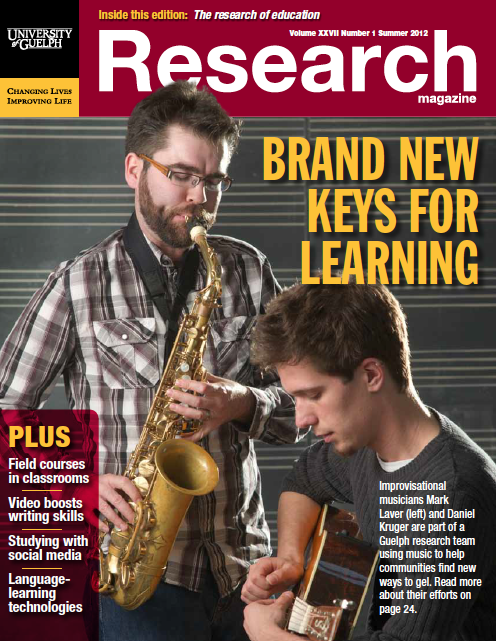 Inside this edition: The research of education
UNIVERSITY
of GUELPH
CHANGING LIVES
IMPROVING LIFE
Volume XXVII Number 1 Summer 2012
Research
magazine
BRAND NEW
KEYS FOR
LEARNING
PLUS
Field courses
in classrooms
Video boosts
writing skills
Studying with
social media
Language-
learning
technologies
Improvisational
musicians Mark
Laver (left) and Daniel
Kruger are part of a
Guelph research team
using music to help
communities find new
ways to gel. Read more
about their efforts on
page 24.